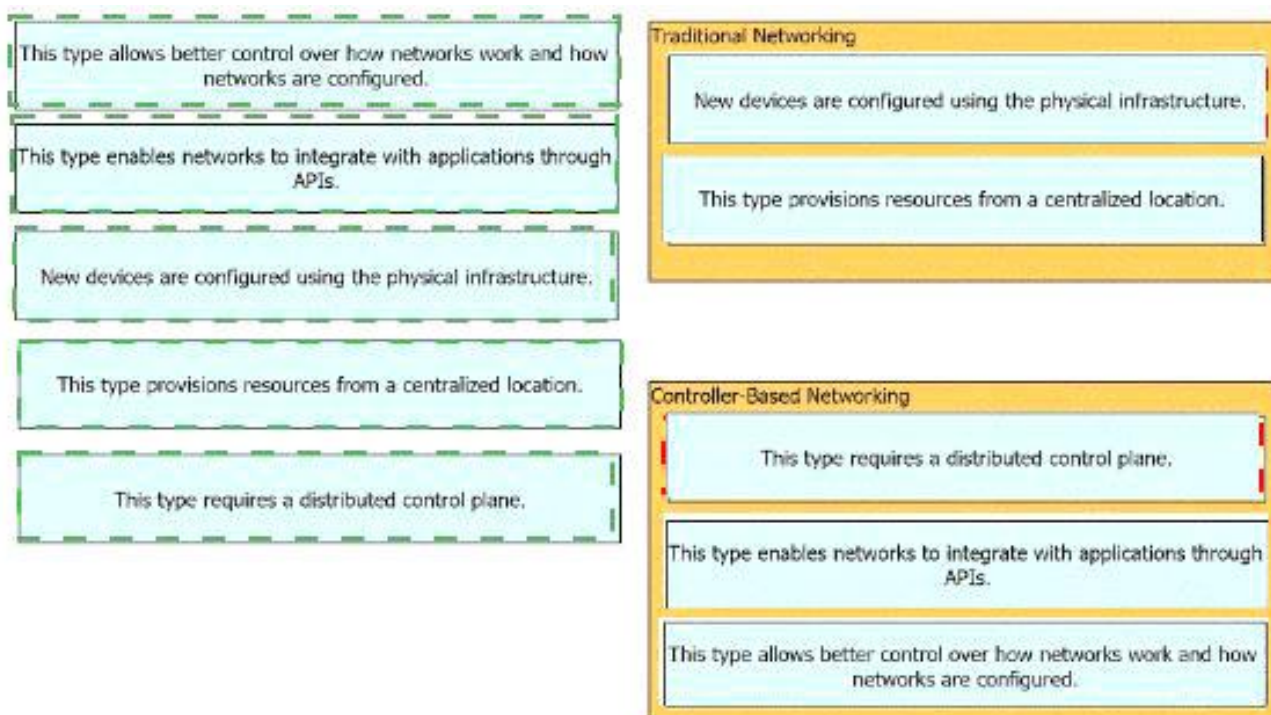 This type allows better control over how networks work and how
networks are configured.
This type enables networks to integrate with applications through
APIs.
New devices are configured using the physical infrastructure.
This type provisions resources from a centralized location.
This type requires a distributed control plane.
Traditional Networking
New devices are configured using the physical infrastructure.
This type provisions resources from a centralized location.
Controller-Based Networking
This type requires a distributed control plane.
This type enables networks to integrate with applications through
APIs.
This type allows better control over how networks work and how
networks are configured.